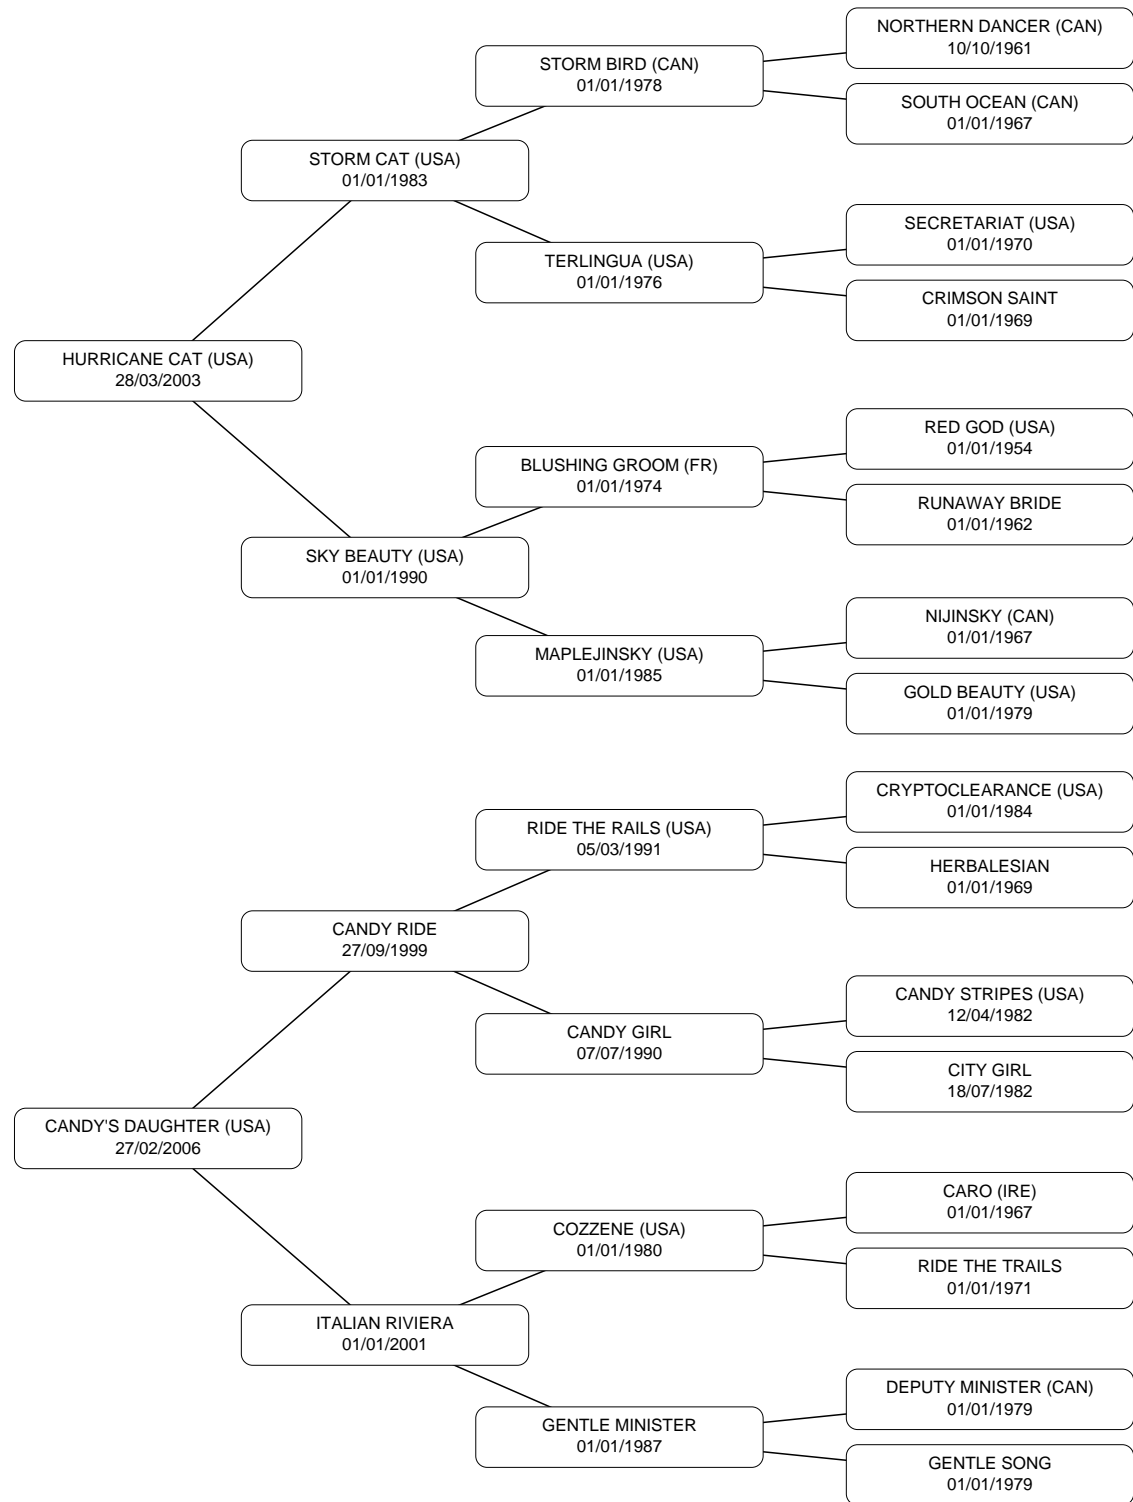 NORTHERN DANCER (CAN)
10/10/1961
STORM BIRD (CAN)
01/01/1978
SOUTH OCEAN (CAN)
01/01/1967
STORM CAT (USA)
01/01/1983
SECRETARIAT (USA)
01/01/1970
TERLINGUA (USA)
01/01/1976
CRIMSON SAINT
01/01/1969
HURRICANE CAT (USA)
28/03/2003
RED GOD (USA)
01/01/1954
BLUSHING GROOM (FR)
01/01/1974
RUNAWAY BRIDE
01/01/1962
SKY BEAUTY (USA)
01/01/1990
NIJINSKY (CAN)
01/01/1967
MAPLEJINSKY (USA)
01/01/1985
GOLD BEAUTY (USA)
01/01/1979
CRYPTOCLEARANCE (USA)
01/01/1984
RIDE THE RAILS (USA)
05/03/1991
HERBALESIAN
01/01/1969
CANDY RIDE
27/09/1999
CANDY STRIPES (USA)
12/04/1982
CANDY GIRL
07/07/1990
CITY GIRL
18/07/1982
CANDY'S DAUGHTER (USA)
27/02/2006
CARO (IRE)
01/01/1967
COZZENE (USA)
01/01/1980
RIDE THE TRAILS
01/01/1971
ITALIAN RIVIERA
01/01/2001
DEPUTY MINISTER (CAN)
01/01/1979
GENTLE MINISTER
01/01/1987
GENTLE SONG
01/01/1979